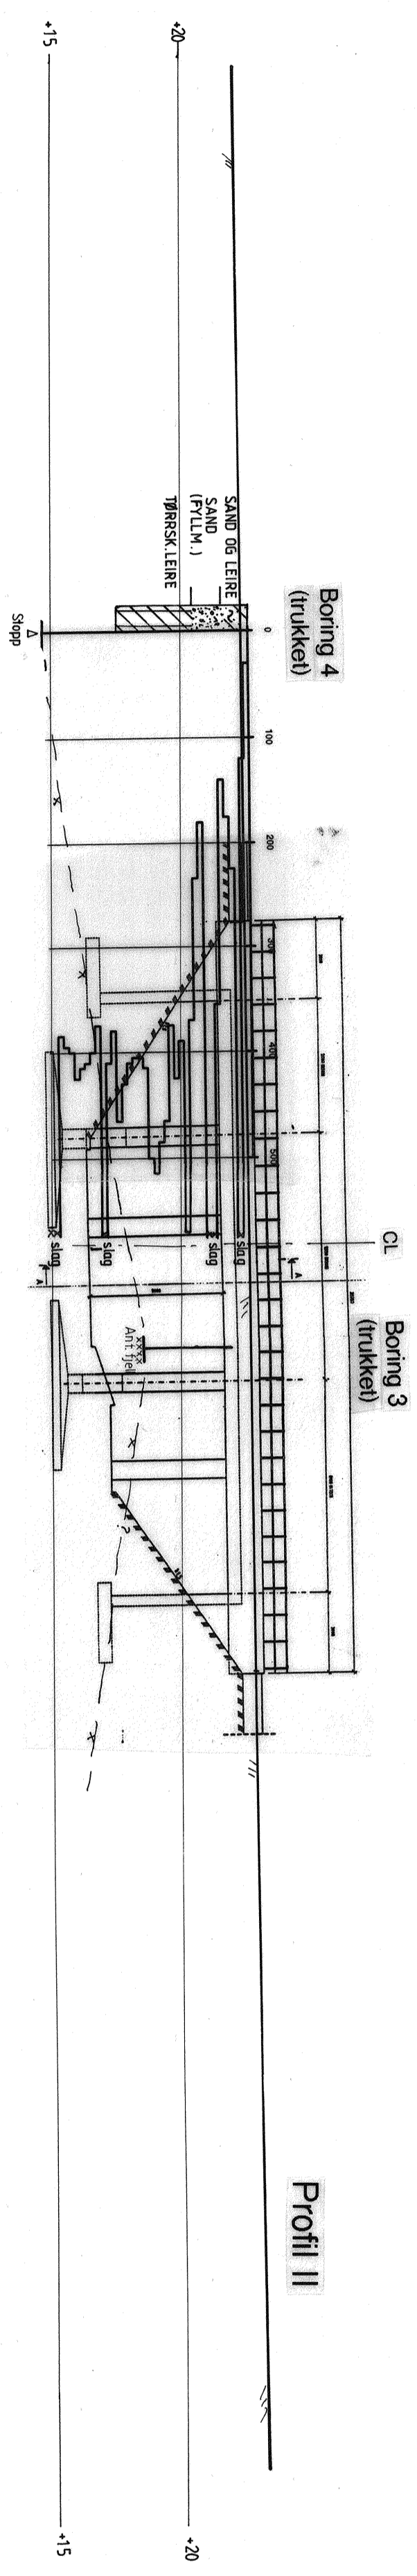 Profil II
Boring 4
(trukket)
Boring 3
(trukket)
CL
SAND OG LEIRE
SAND
(FYLLM.)
TØRRSK.LEIRE
0
100
200
300
400
500
slag
slag
slag
slag
A
A
Ant. fjell
?
Stopp
+20
+15
+20
+15